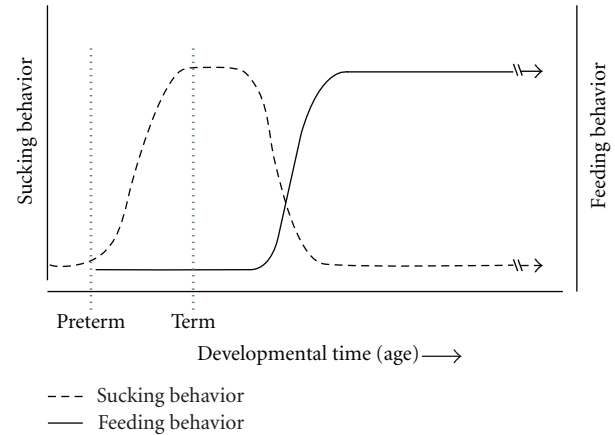 Sucking behavior
Feeding behavior
Preterm
Term
Developmental time (age)
Sucking behavior
Feeding behavior